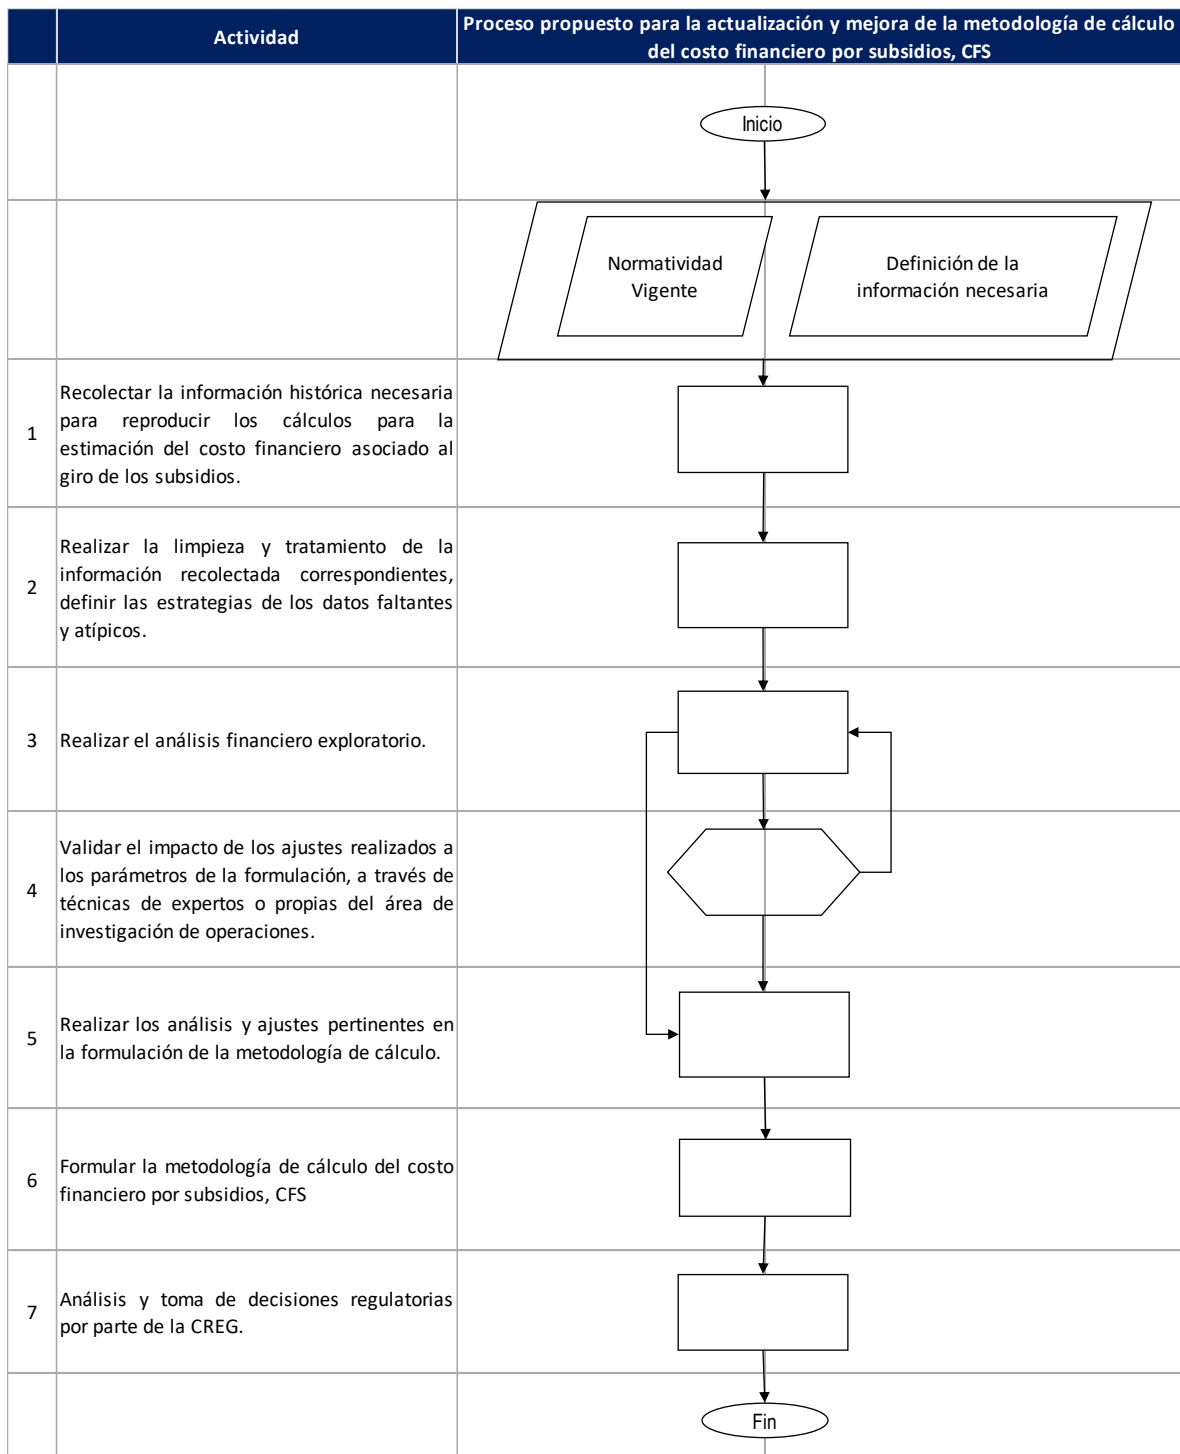 Actividad
Proceso propuesto para la actualización y mejora de la metodología de cálculo
del costo financiero por subsidios, CFS
Inicio
Normatividad
Vigente
Definición de la
información necesaria
1
Recolectar la información histórica necesaria
para reproducir los cálculos para la
estimación del costo financiero asociado al
giro de los subsidios.
2
Realizar la limpieza y tratamiento de la
información recolectada correspondientes,
definir las estrategias de los datos faltantes
y atípicos.
3
Realizar el análisis financiero exploratorio.
4
Validar el impacto de los ajustes realizados a
los parámetros de la formulación, a través de
técnicas de expertos o propias del área de
investigación de operaciones.
5
Realizar los análisis y ajustes pertinentes en
la formulación de la metodología de cálculo.
6
Formular la metodología de cálculo del costo
financiero por subsidios, CFS
7
Análisis y toma de decisiones regulatorias
por parte de la CREG.
Fin